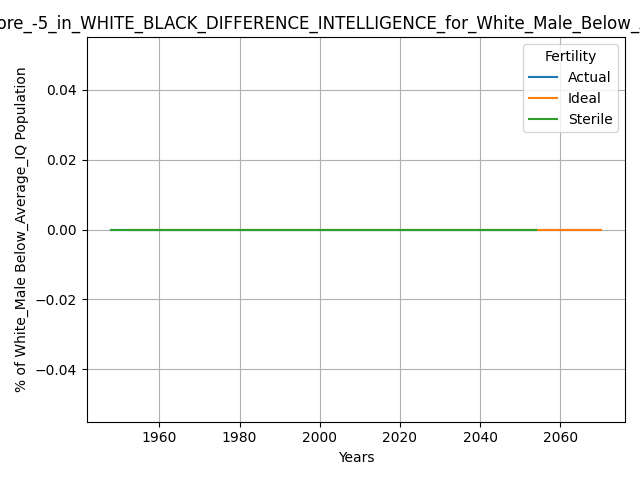 ore_-5_in_WHITE_BLACK_DIFFERENCE_INTELLIGENCE_for_White_Male_Below_
% of White_Male Below_Average_IQ Population
0.04
0.02
0.00
−0.02
−0.04
Fertility
Actual
Ideal
Sterile
1960 1980 2000 2020 2040 2060
Years